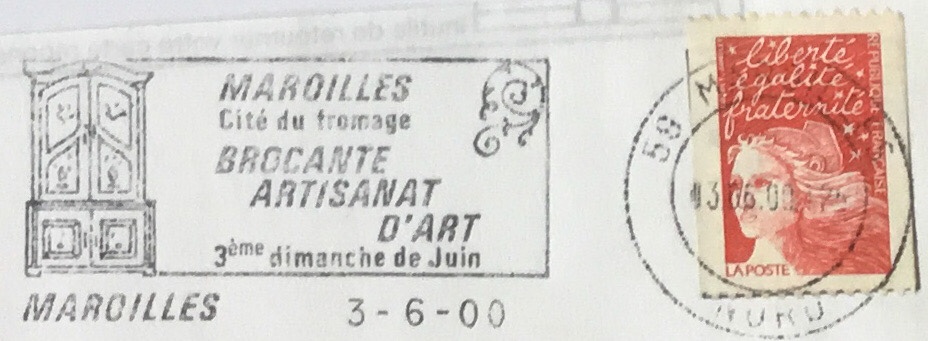 MAROILLES
Cité du fromage
BROCANTE
ARTISANAT
D'ART
3ème dimanche de Juin
MAROILLES 3-6-00
liberté
égalité
fraternité
RÉPUBLIQUE FRANÇAISE
LA POSTE
59
NORD